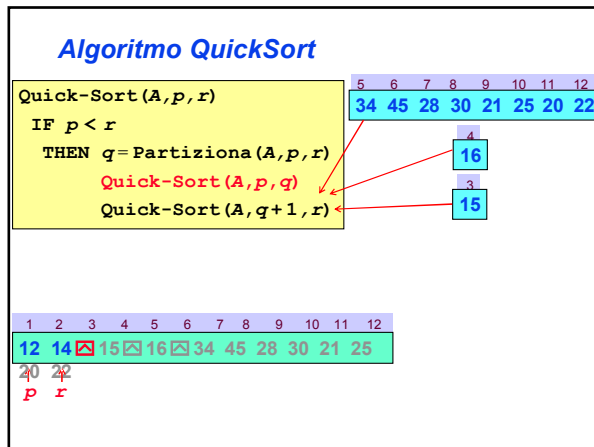 Algoritmo QuickSort
Quick-Sort(A,p,r)
IF p < r
THEN q = Partiziona(A,p,r)
Quick-Sort(A,p,q)
Quick-Sort(A,q+1,r)
5 6 7 8 9 10 11 12
34 45 28 30 21 25 20 22
4
16
3
15
1 2 3 4 5 6 7 8 9 10 11 12
12 14 15 16 34 45 28 30 21 25
20 22
p r